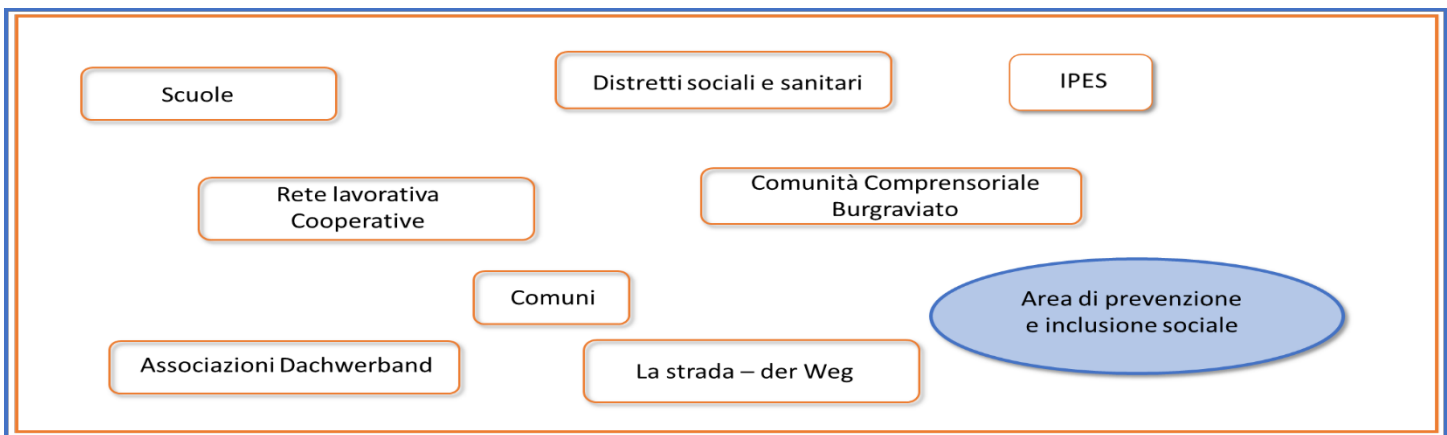 Scuole
Distretti sociali e sanitari
IPES
Rete lavorativa
Cooperative
Comunità Comprensoriale
Burgraviato
Comuni
Area di prevenzione
e inclusione sociale
Associazioni Dachwerband
La strada – der Weg